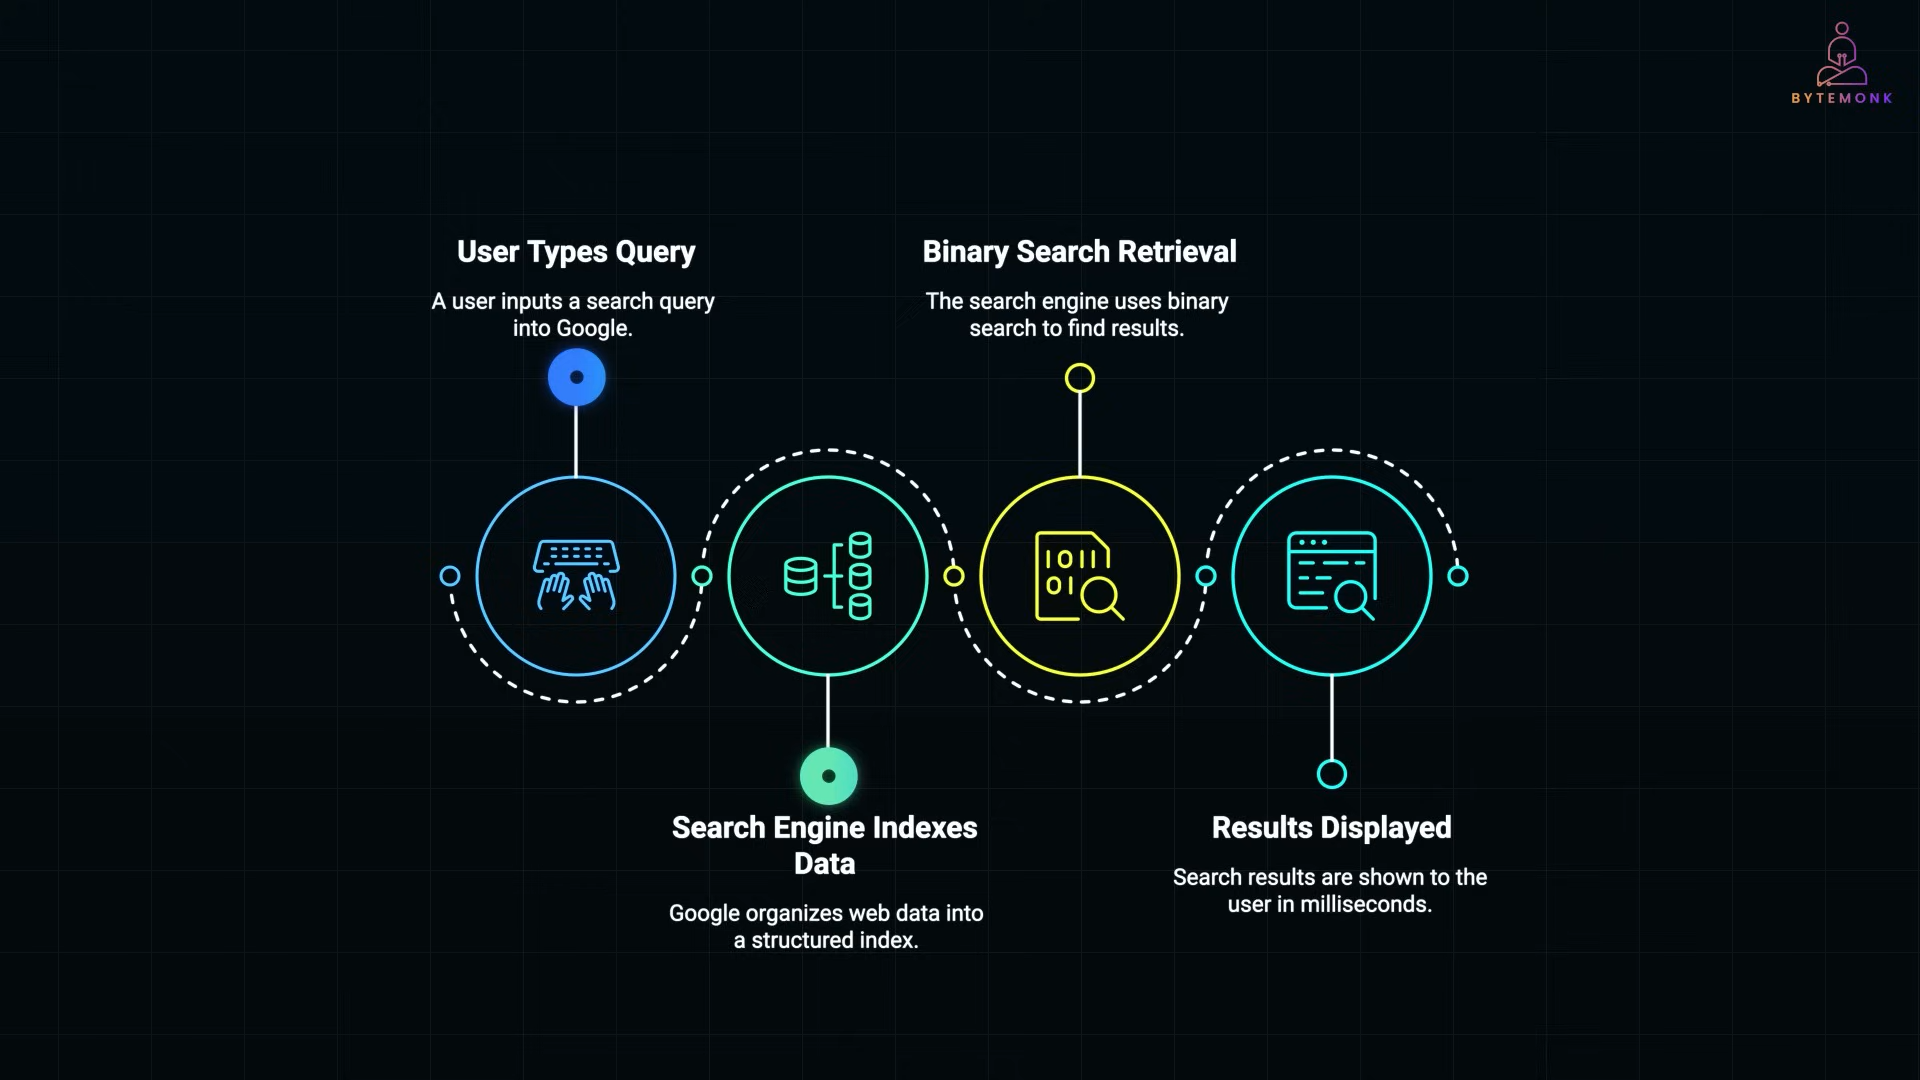 BYTEMONK
User Types Query
A user inputs a search query
into Google.
Binary Search Retrieval
The search engine uses binary
search to find results.
1011
01
Search Engine Indexes
Data
Google organizes web data into
a structured index.
Results Displayed
Search results are shown to the
user in milliseconds.